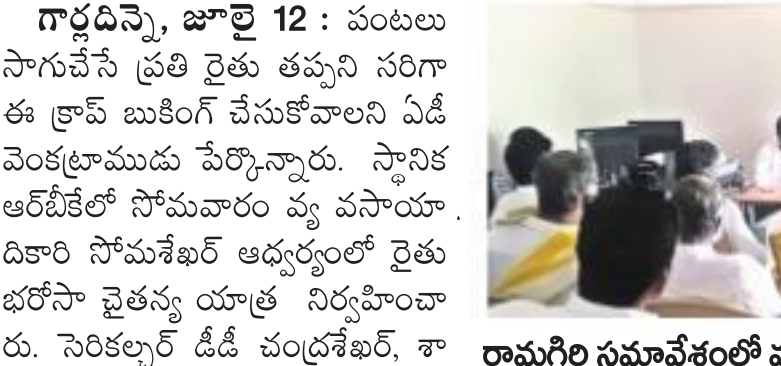 గార్లదిన్నె, జూలై 12 : పంటలు
సాగుచేసే ప్రతి రైతు తప్పని సరిగా
ఈ క్రాప్ బుకింగ్ చేసుకోవాలని ఏడీ
వెంకట్రాముడు పేర్కొన్నారు. స్థానిక
ఆర్‌బీకేలో సోమవారం వ్య వసాయా
దికారి సోమశేఖర్ ఆధ్వర్యంలో రైతు
భరోసా చైతన్య యాత్ర నిర్వహించా
రు. సెరికల్చర్ డీడీ చంద్రశేఖర్, శా
రామగిరి సమావేశంలో